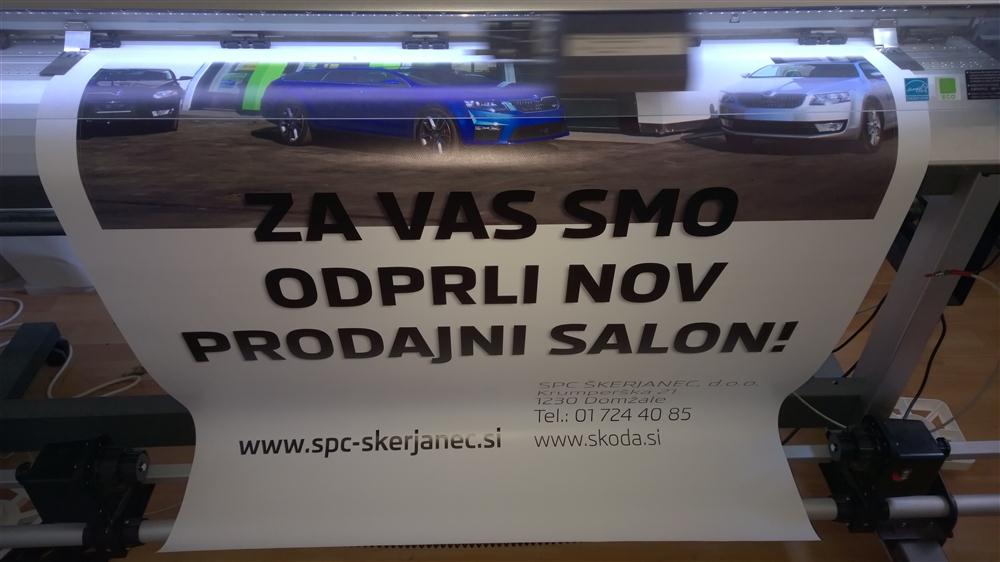 ZA VAS SMO
ODPRLI NOV
PRODAJNI SALON!
SPC ŠKERJANEC, d.o.o.
Krumperška 21
1230 Domžale
Tel.: 01 724 40 85
www.spc-skerjanec.si
www.skoda.si